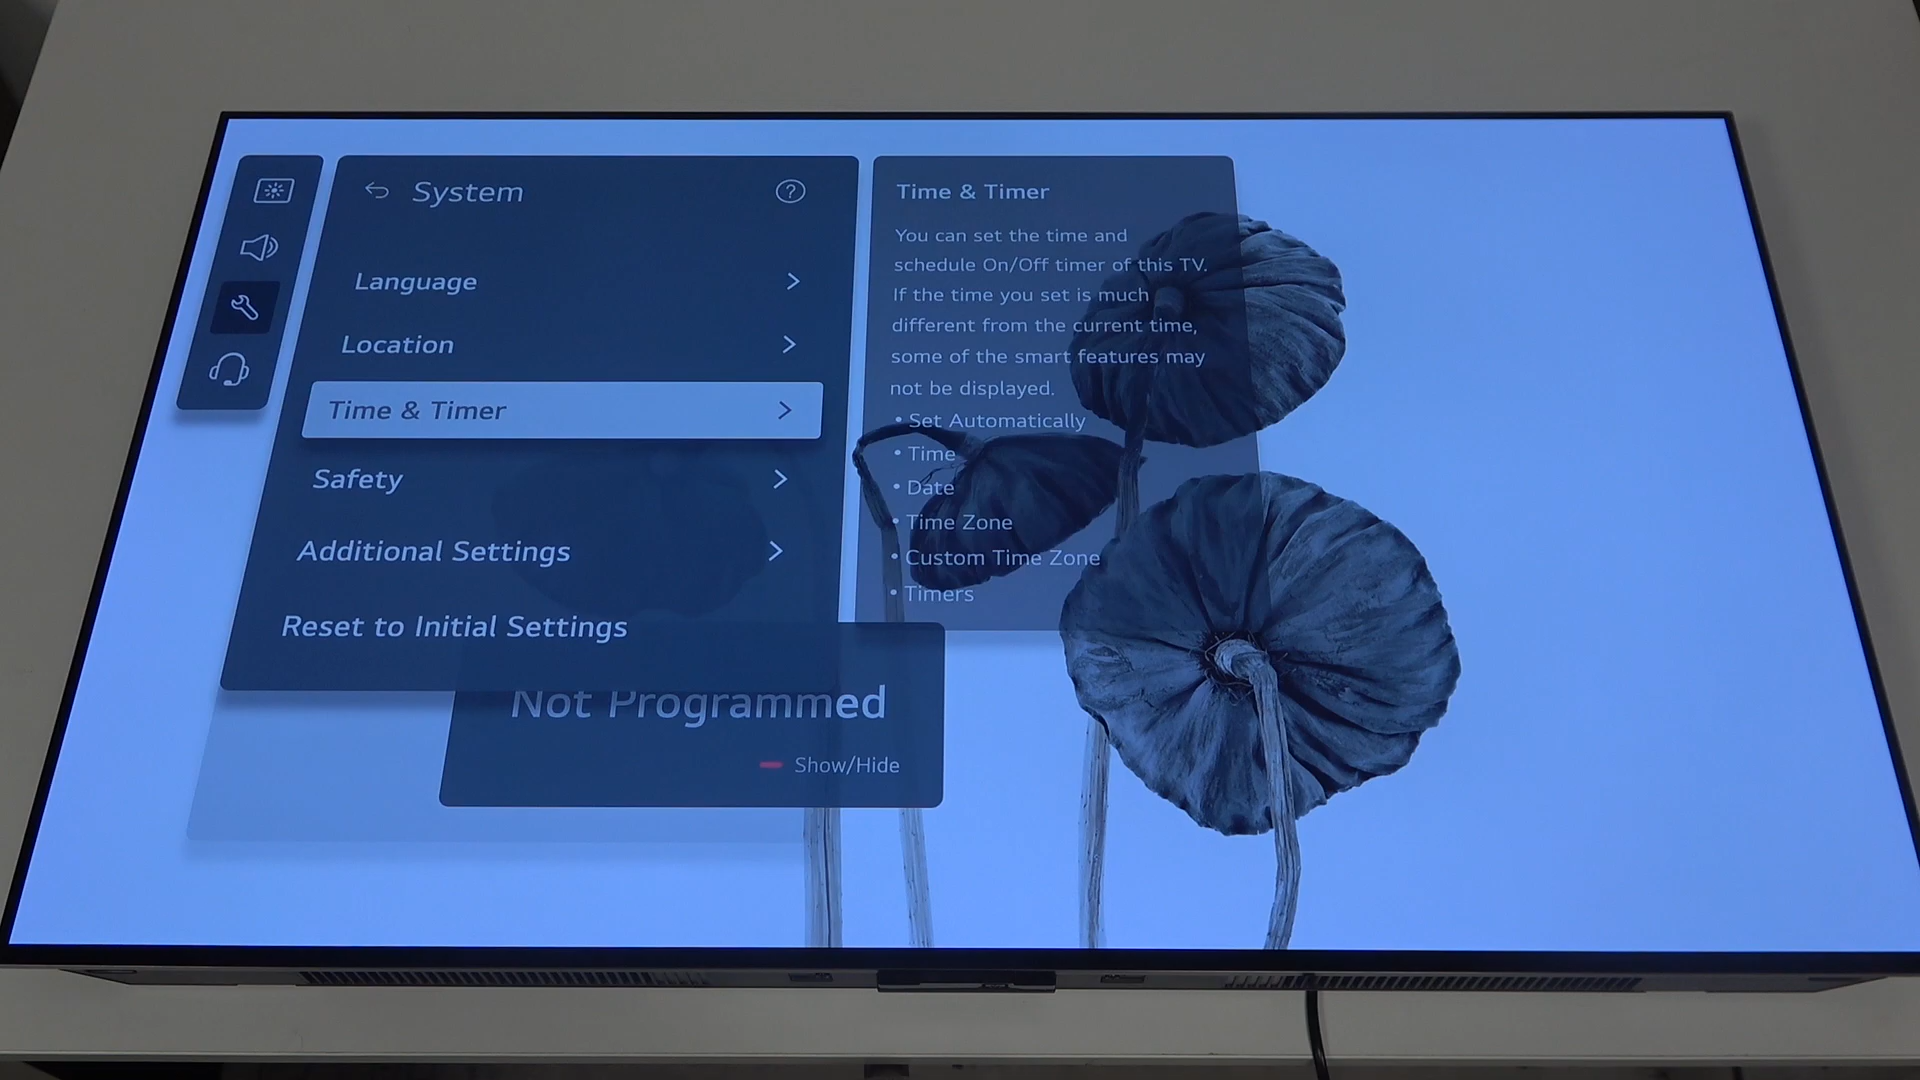 System
Language
Location
Time & Timer
Safety
Additional Settings
Reset to Initial Settings
Time & Timer
You can set the time and
schedule On/Off timer of this TV.
If the time you set is much
different from the current time,
some of the smart features may
not be displayed.
• Set Automatically
• Time
• Date
• Time Zone
• Custom Time Zone
• Timers
Not Programmed
Show/Hide